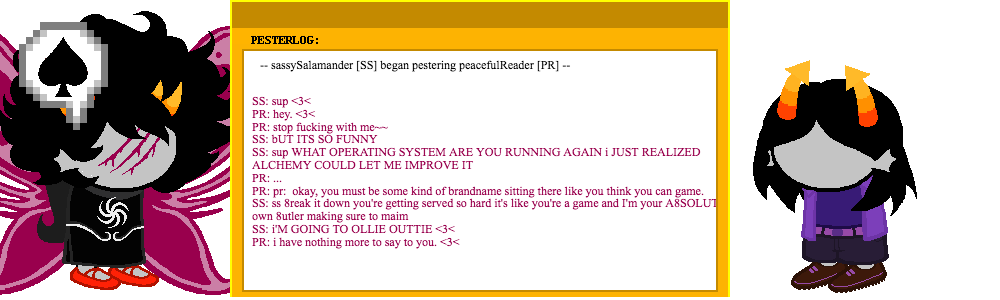 PESTERLOG:
-- sassySalamander [SS] began pestering peacefulReader [PR] --
SS: sup <3<
PR: hey. <3<
PR: stop fucking with me~~
SS: bUT ITS SO FUNNY
SS: sup WHAT OPERATING SYSTEM ARE YOU RUNNING AGAIN i JUST REALIZED
ALCHEMY COULD LET ME IMPROVE IT
PR: ...
PR: pr:  okay, you must be some kind of brandname sitting there like you think you can game.
SS: ss 8reak it down you're getting served so hard it's like you're a game and I'm your A8SOLUT
own 8utler making sure to maim
SS: i'M GOING TO OLLIE OUTTIE <3<
PR: i have nothing more to say to you. <3<